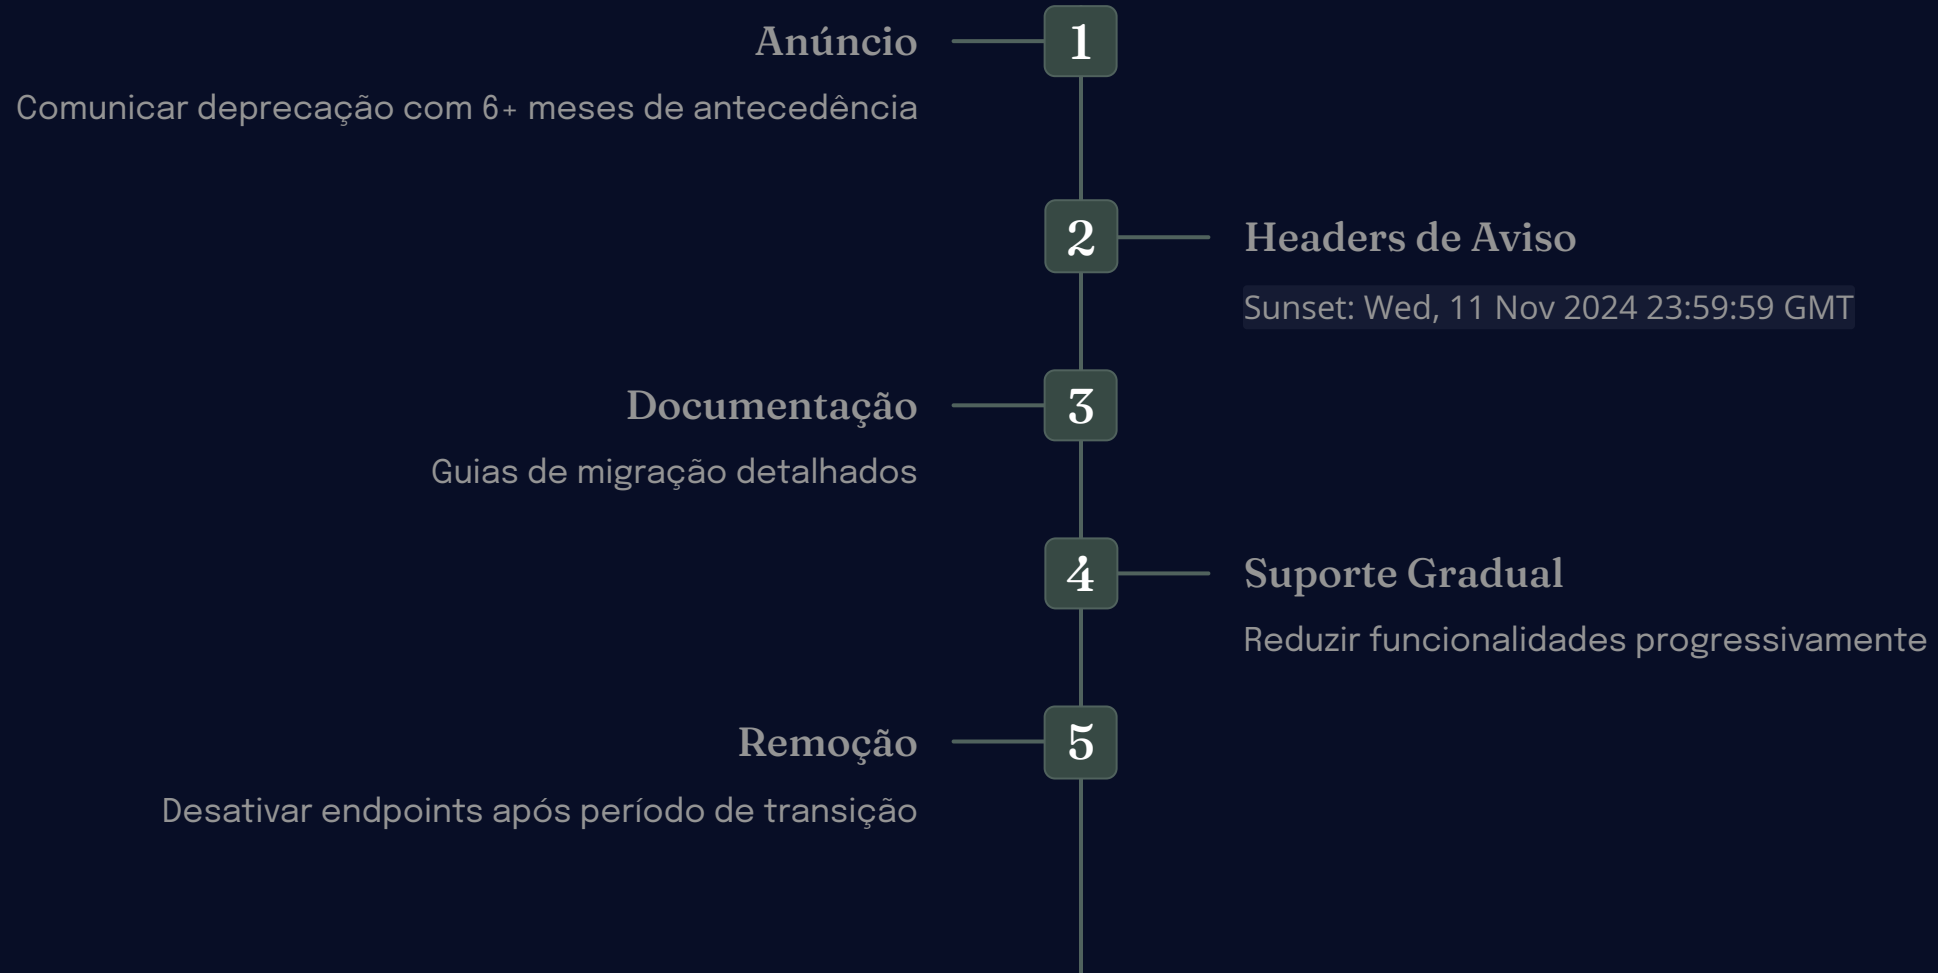 Anúncio
1
Comunicar deprecação com 6+ meses de antecedência
2
Headers de Aviso
Sunset: Wed, 11 Nov 2024 23:59:59 GMT
Documentação
3
Guias de migração detalhados
4
Suporte Gradual
Reduzir funcionalidades progressivamente
Remoção
5
Desativar endpoints após período de transição